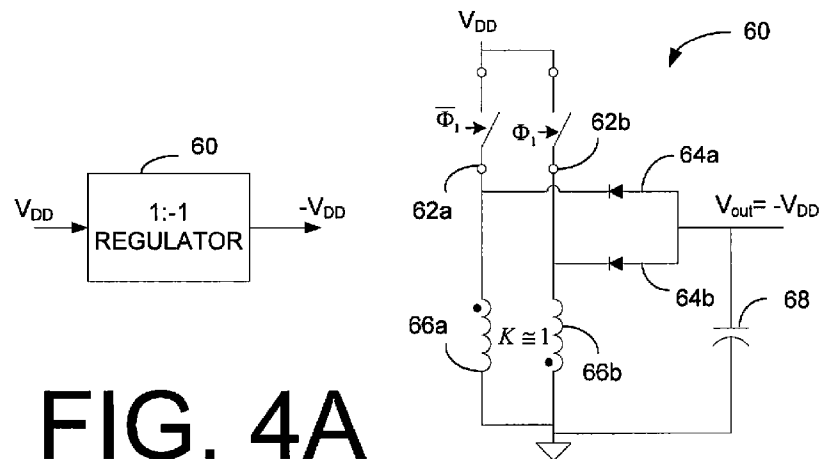 60
V_DD
1:-1
REGULATOR
-V_DD
V_DD
60
Φ̅₁
Φ₁
62b
62a
64a
V_out= -V_DD
64b
68
66a
K ≅ 1
66b
FIG. 4A